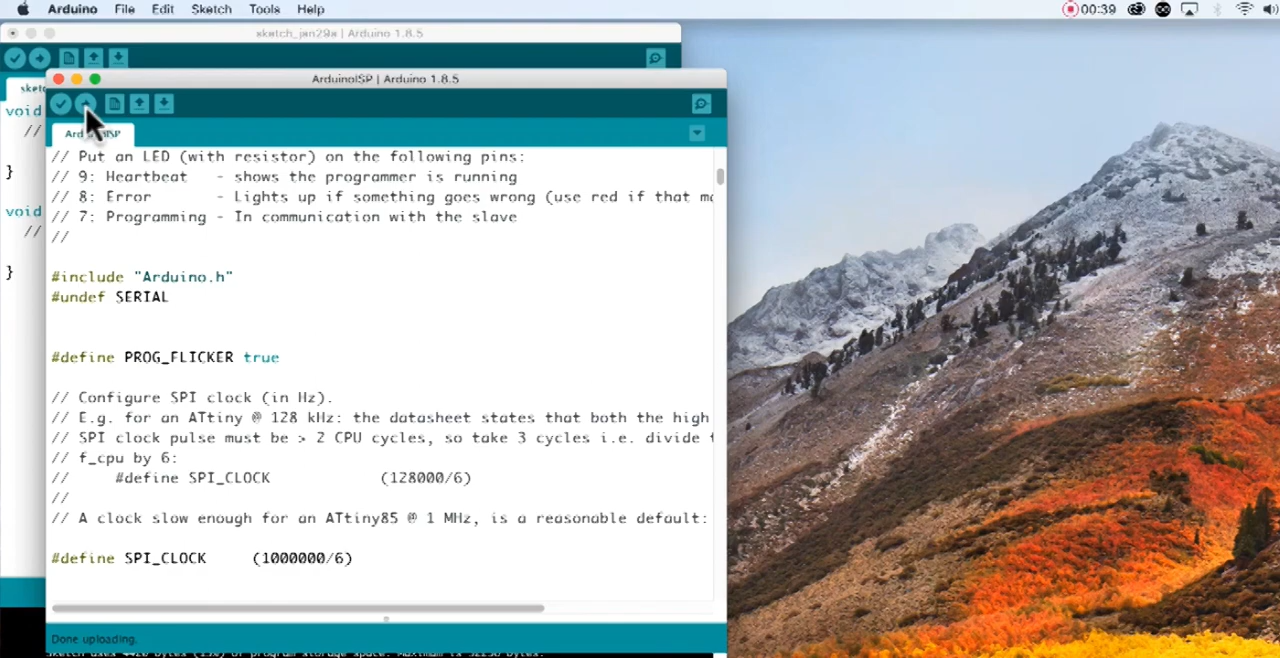 Arduino File Edit Sketch Tools Help 00:39
sketch_jan29a | Arduino 1.8.5
ArduinoISP | Arduino 1.8.5
void
//
}
void
//
}
// Put an LED (with resistor) on the following pins:
// 9: Heartbeat - shows the programmer is running
// 8: Error - Lights up if something goes wrong (use red if that
// 7: Programming - In communication with the slave
//
#include "Arduino.h"
#undef SERIAL
#define PROG_FLICKER true
// Configure SPI clock (in Hz).
// E.g. for an ATtiny @ 128 kHz: the datasheet states that both the high
// SPI clock pulse must be > 2 CPU cycles, so take 3 cycles i.e. divide
// f_cpu by 6:
// #define SPI_CLOCK (128000/6)
//
// A clock slow enough for an ATtiny85 @ 1 MHz, is a reasonable default:
#define SPI_CLOCK (1000000/6)
Done uploading.